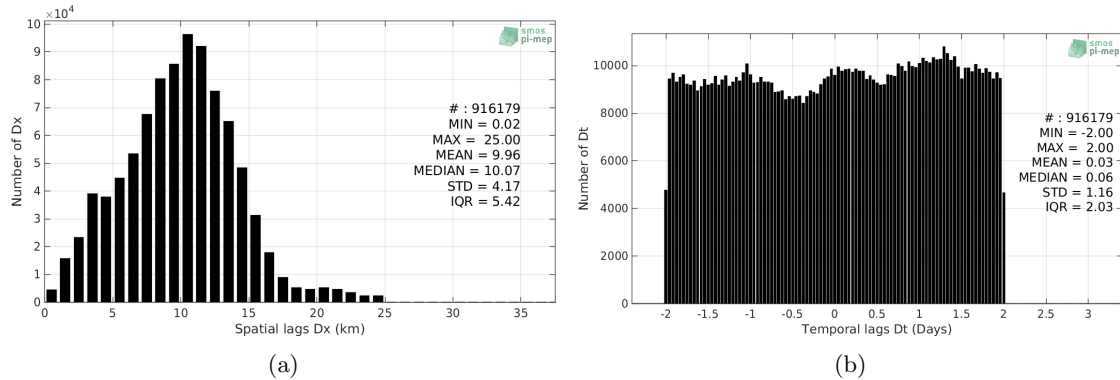 ×10⁴
10
9
8
7
6
5
4
3
2
1
0
Number of Dx
0 5 10 15 20 25 30 35
Spatial lags Dx (km)
smos
pi-mep
# : 916179
MIN = 0.02
MAX = 25.00
MEAN = 9.96
MEDIAN = 10.07
STD = 4.17
IQR = 5.42
(a)
10000
8000
6000
4000
2000
0
Number of Dt
-2 -1.5 -1 -0.5 0 0.5 1 1.5 2 2.5 3
Temporal lags Dt (Days)
smos
pi-mep
# : 916179
MIN = -2.00
MAX = 2.00
MEAN = 0.03
MEDIAN = 0.06
STD = 1.16
IQR = 2.03
(b)